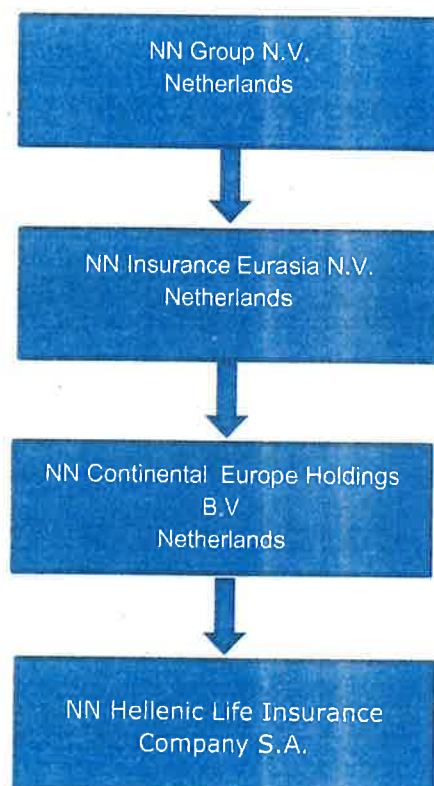 NN Group N.V.
Netherlands
NN Insurance Eurasia N.V.
Netherlands
NN Continental Europe Holdings
B.V
Netherlands
NN Hellenic Life Insurance
Company S.A.